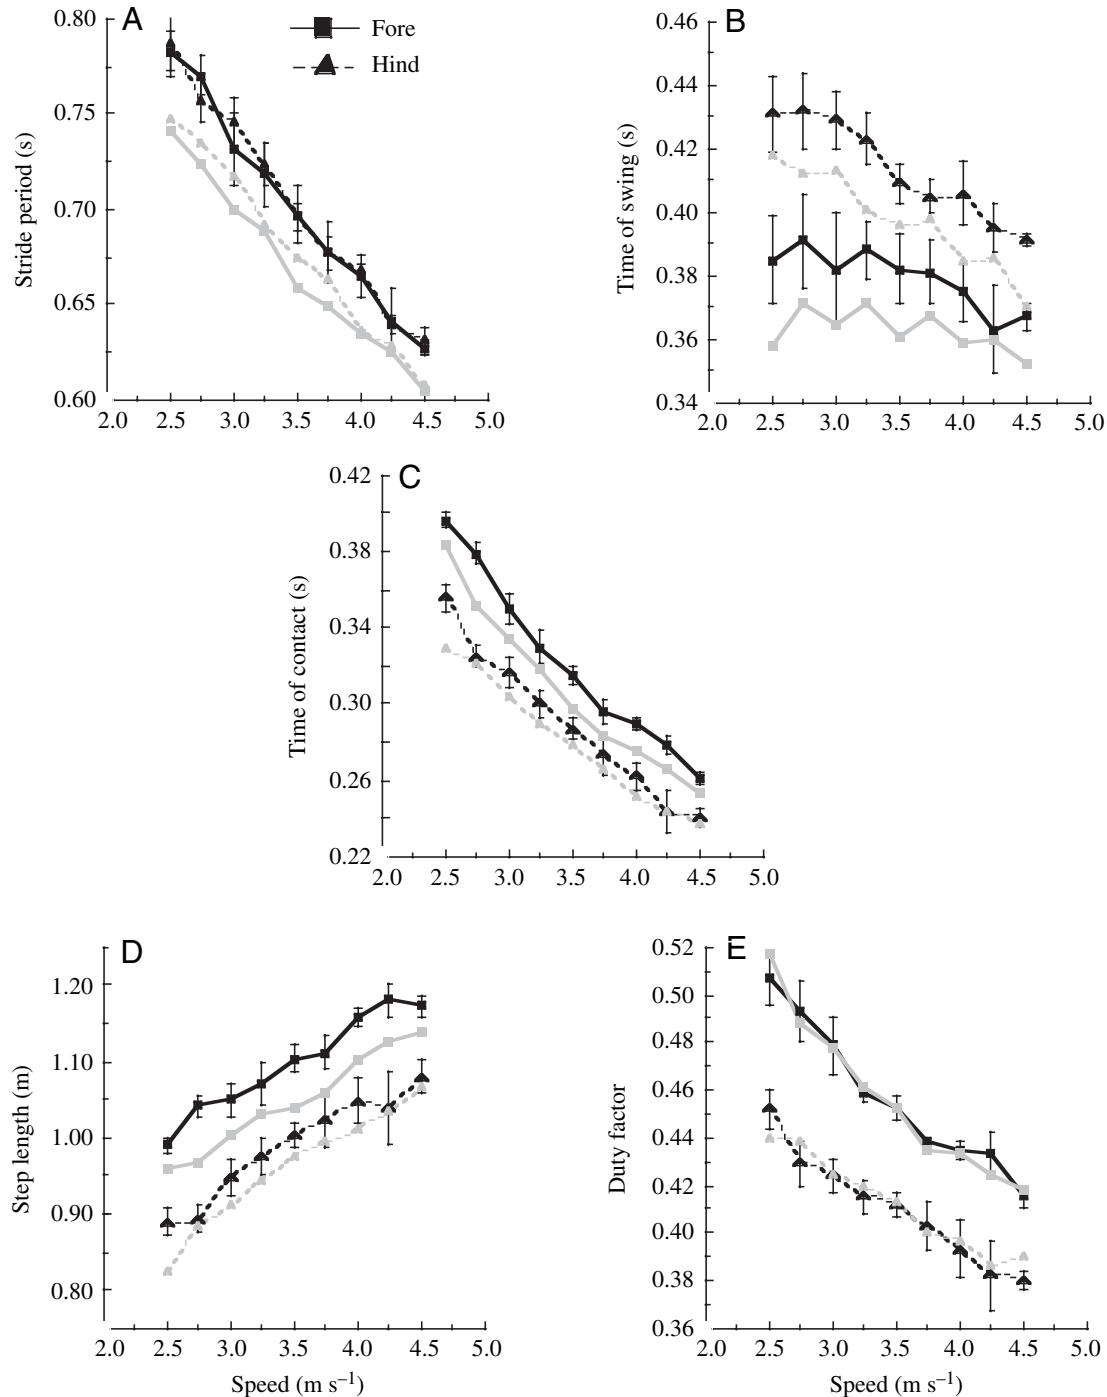 A
Fore
Hind
Stride period (s)
0.80
0.75
0.70
0.65
0.60
2.0 2.5 3.0 3.5 4.0 4.5 5.0
B
Time of swing (s)
0.46
0.44
0.42
0.40
0.38
0.36
0.34
2.0 2.5 3.0 3.5 4.0 4.5 5.0
C
Time of contact (s)
0.42
0.38
0.34
0.30
0.26
0.22
2.0 2.5 3.0 3.5 4.0 4.5 5.0
D
Step length (m)
1.20
1.10
1.00
0.90
0.80
2.0 2.5 3.0 3.5 4.0 4.5 5.0
Speed (m s⁻¹)
E
Duty factor
0.52
0.50
0.48
0.46
0.44
0.42
0.40
0.38
0.36
2.0 2.5 3.0 3.5 4.0 4.5 5.0
Speed (m s⁻¹)